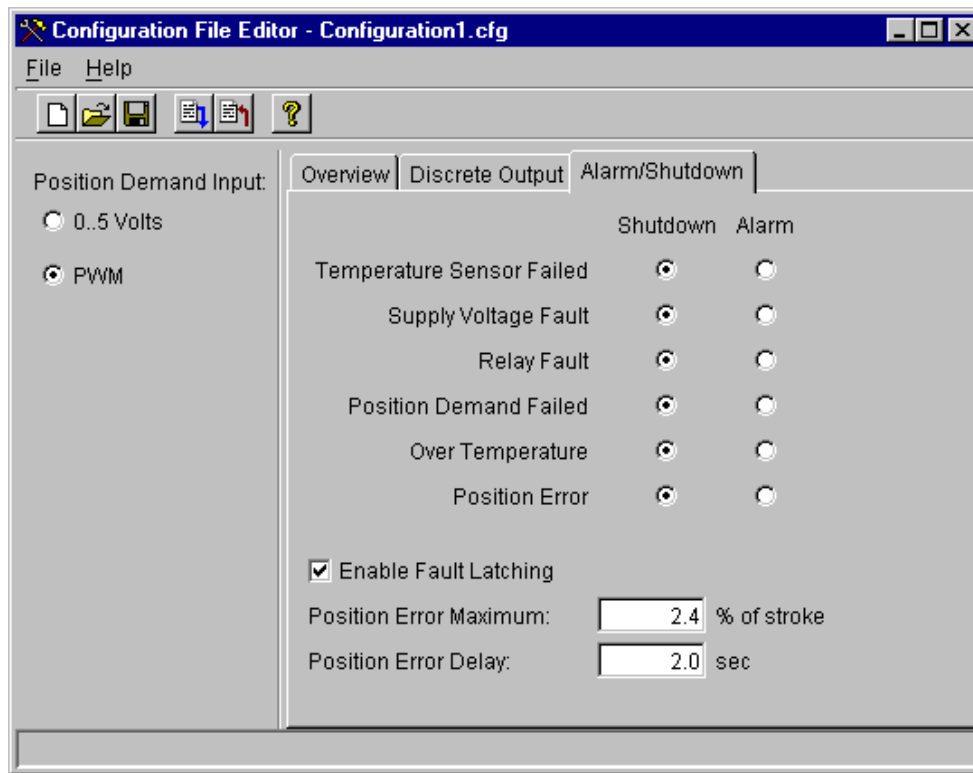 Configuration File Editor - Configuration1.cfg
File Help
Position Demand Input:
0..5 Volts
PWM
Overview Discrete Output Alarm/Shutdown
Shutdown Alarm
Temperature Sensor Failed
Supply Voltage Fault
Relay Fault
Position Demand Failed
Over Temperature
Position Error
Enable Fault Latching
Position Error Maximum: 2.4 % of stroke
Position Error Delay: 2.0 sec